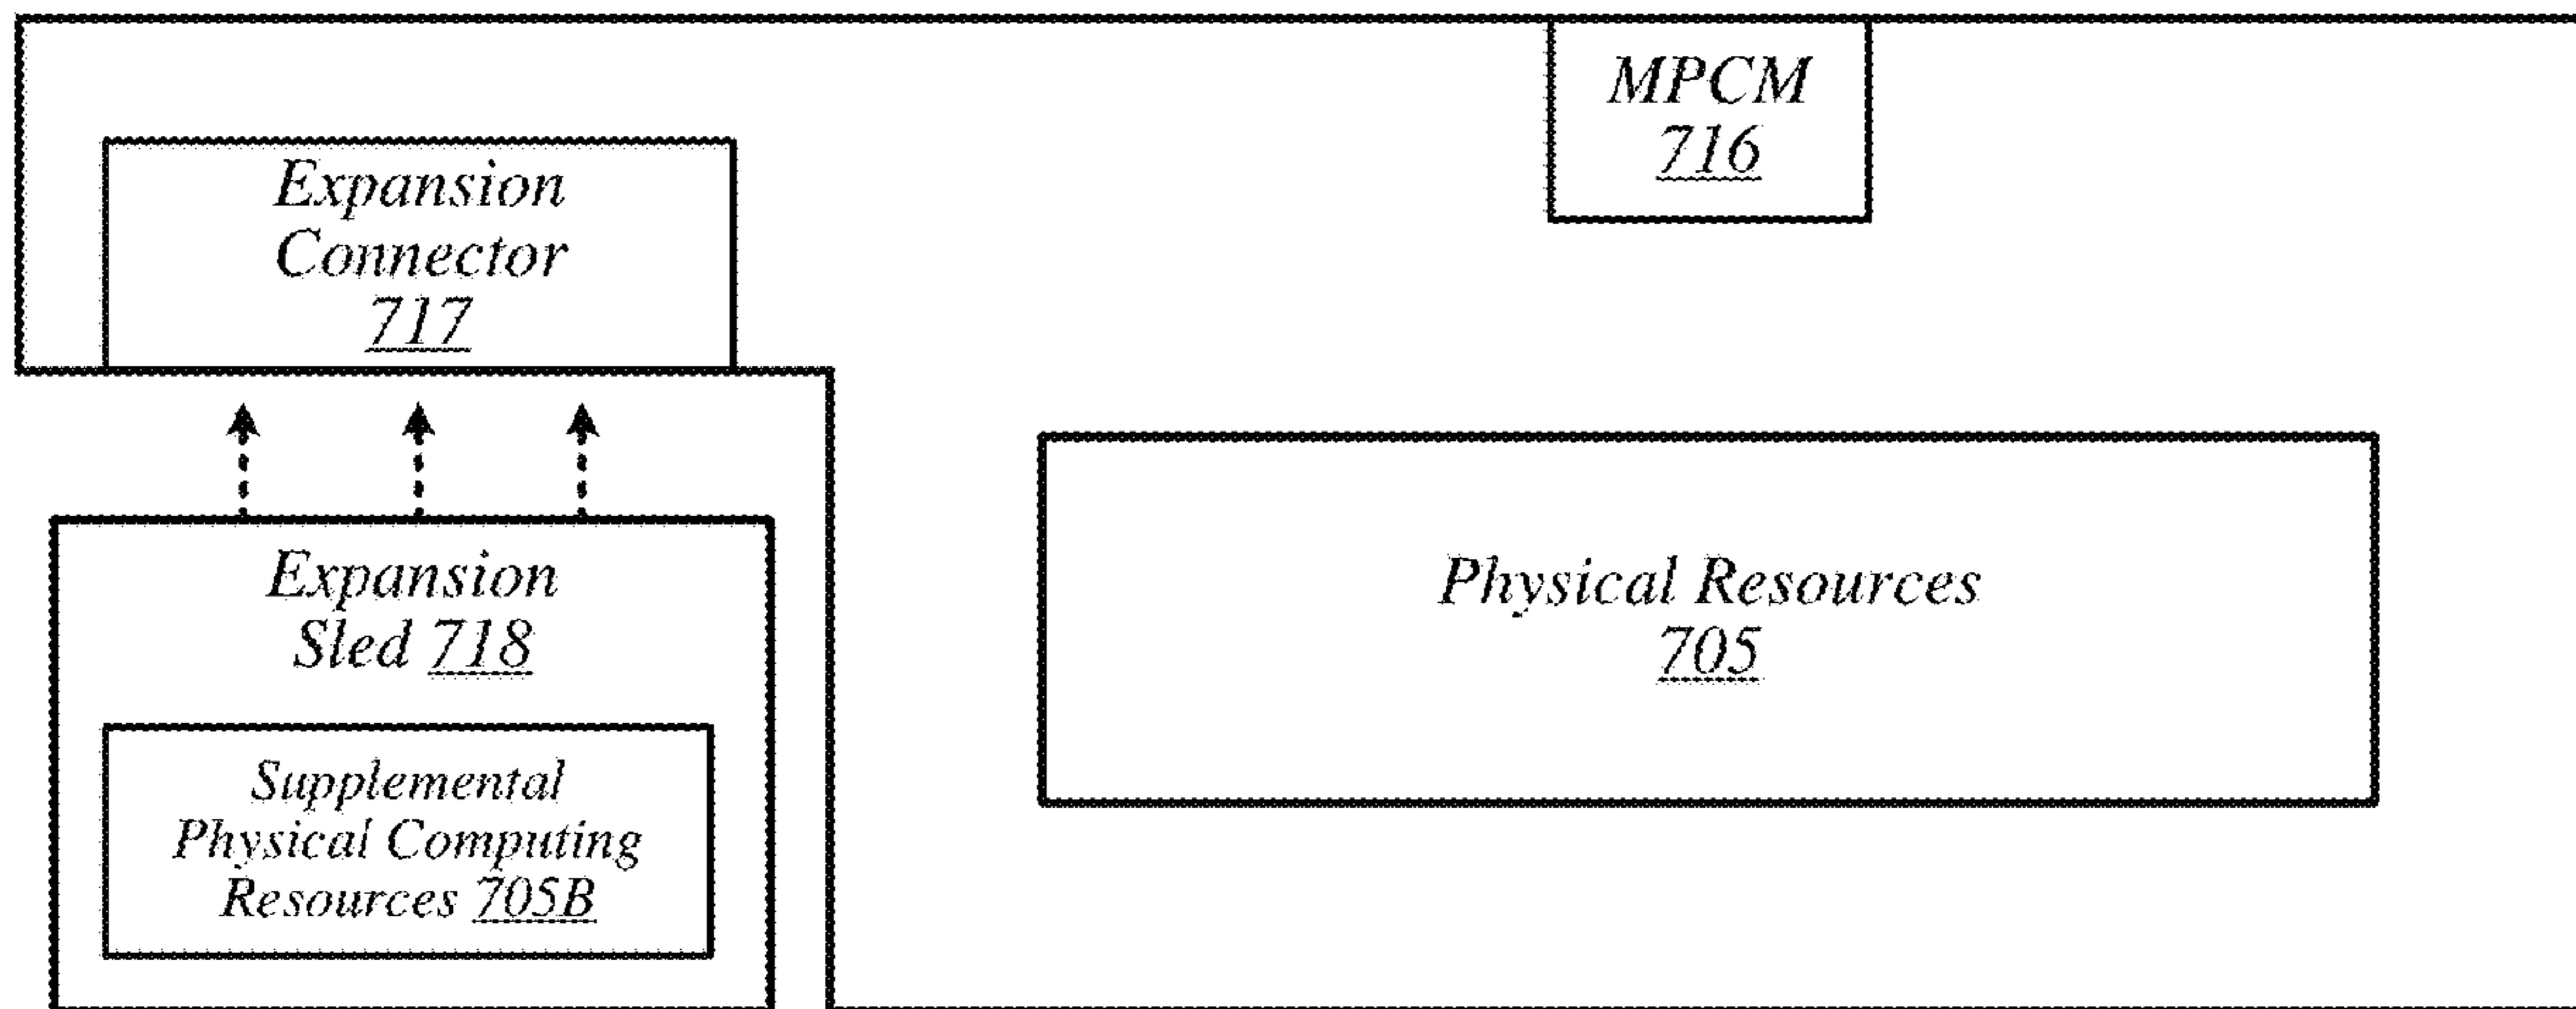 MPCM
716
Expansion
Connector
717
Expansion
Sled 718
Physical Resources
705
Supplemental
Physical Computing
Resources 705B